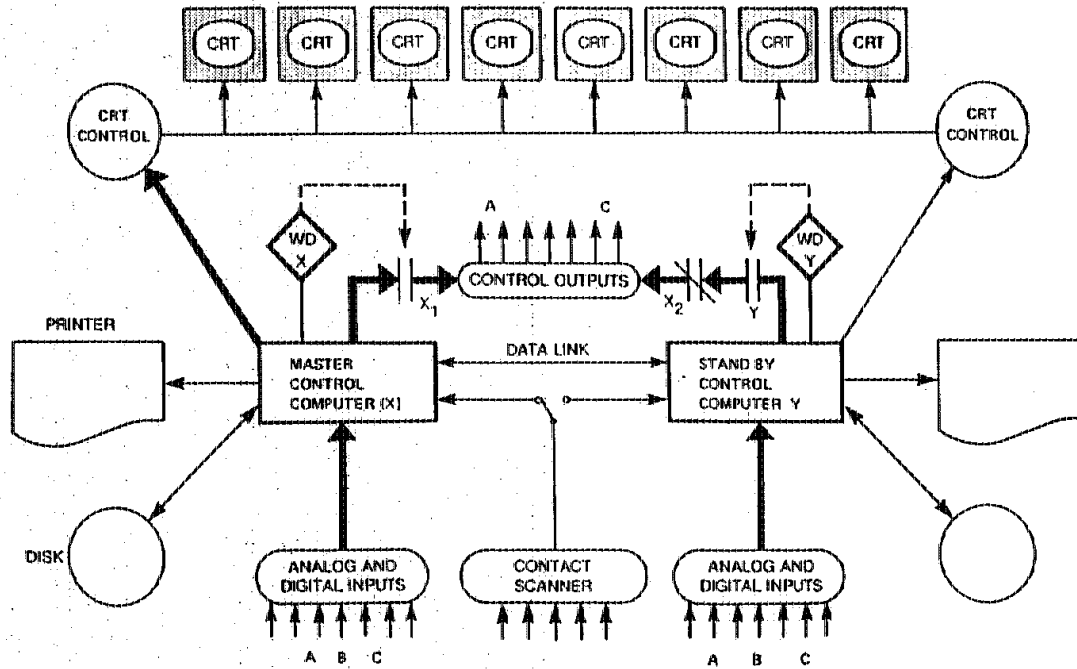 CRT CRT CRT CRT CRT CRT CRT CRT
CRT
CONTROL
CRT
CONTROL
A C
WD
X
WD
Y
CONTROL OUTPUTS
X1 X2 Y
PRINTER
DATA LINK
MASTER
CONTROL
COMPUTER (X)
STAND BY
CONTROL
COMPUTER Y
DISK
ANALOG AND
DIGITAL INPUTS
CONTACT
SCANNER
ANALOG AND
DIGITAL INPUTS
A B C
A B C